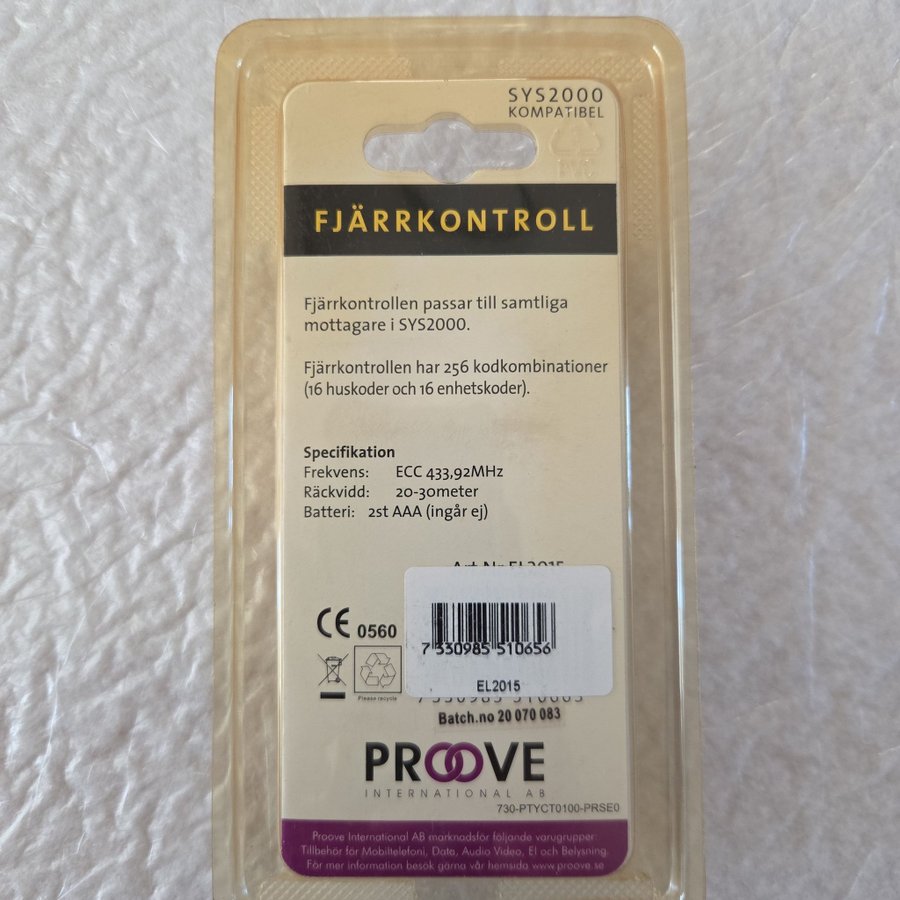 SYS2000
KOMPATIBEL
FJÄRRKONTROLL
Fjärrkontrollen passar till samtliga
mottagare i SYS2000.
Fjärrkontrollen har 256 kodkombinationer
(16 huskoder och 16 enhetskoder).
Specifikation
Frekvens: ECC 433,92MHz
Räckvidd: 20-30meter
Batteri: 2st AAA (ingår ej)
Art.Nr EL2015
CE 0560
7 330985 510656
Please recycle
EL2015
Batch.no 20 070 083
PROOVE
INTERNATIONAL AB
730-PTYCT0100-PRSE0
Proove International AB marknadsför följande varugrupper:
Tillbehör för Mobiltelefoni, Data, Audio Video, El och Belysning.
För mer information besök gärna vår hemsida www.proove.se